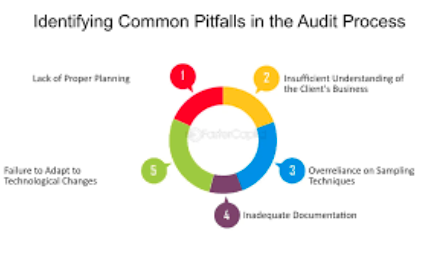 Identifying Common Pitfalls in the Audit Process
1
Lack of Proper Planning
2
Insufficient Understanding of
the Client's Business
3
Overreliance on Sampling
Techniques
4
Inadequate Documentation
5
Failure to Adapt to
Technological Changes
FasterCapital